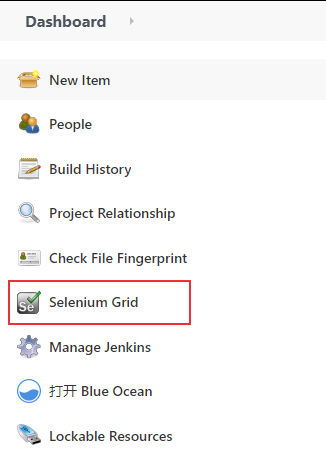 Dashboard
New Item
People
Build History
Project Relationship
Check File Fingerprint
Se
Selenium Grid
Manage Jenkins
打开 Blue Ocean
Lockable Resources